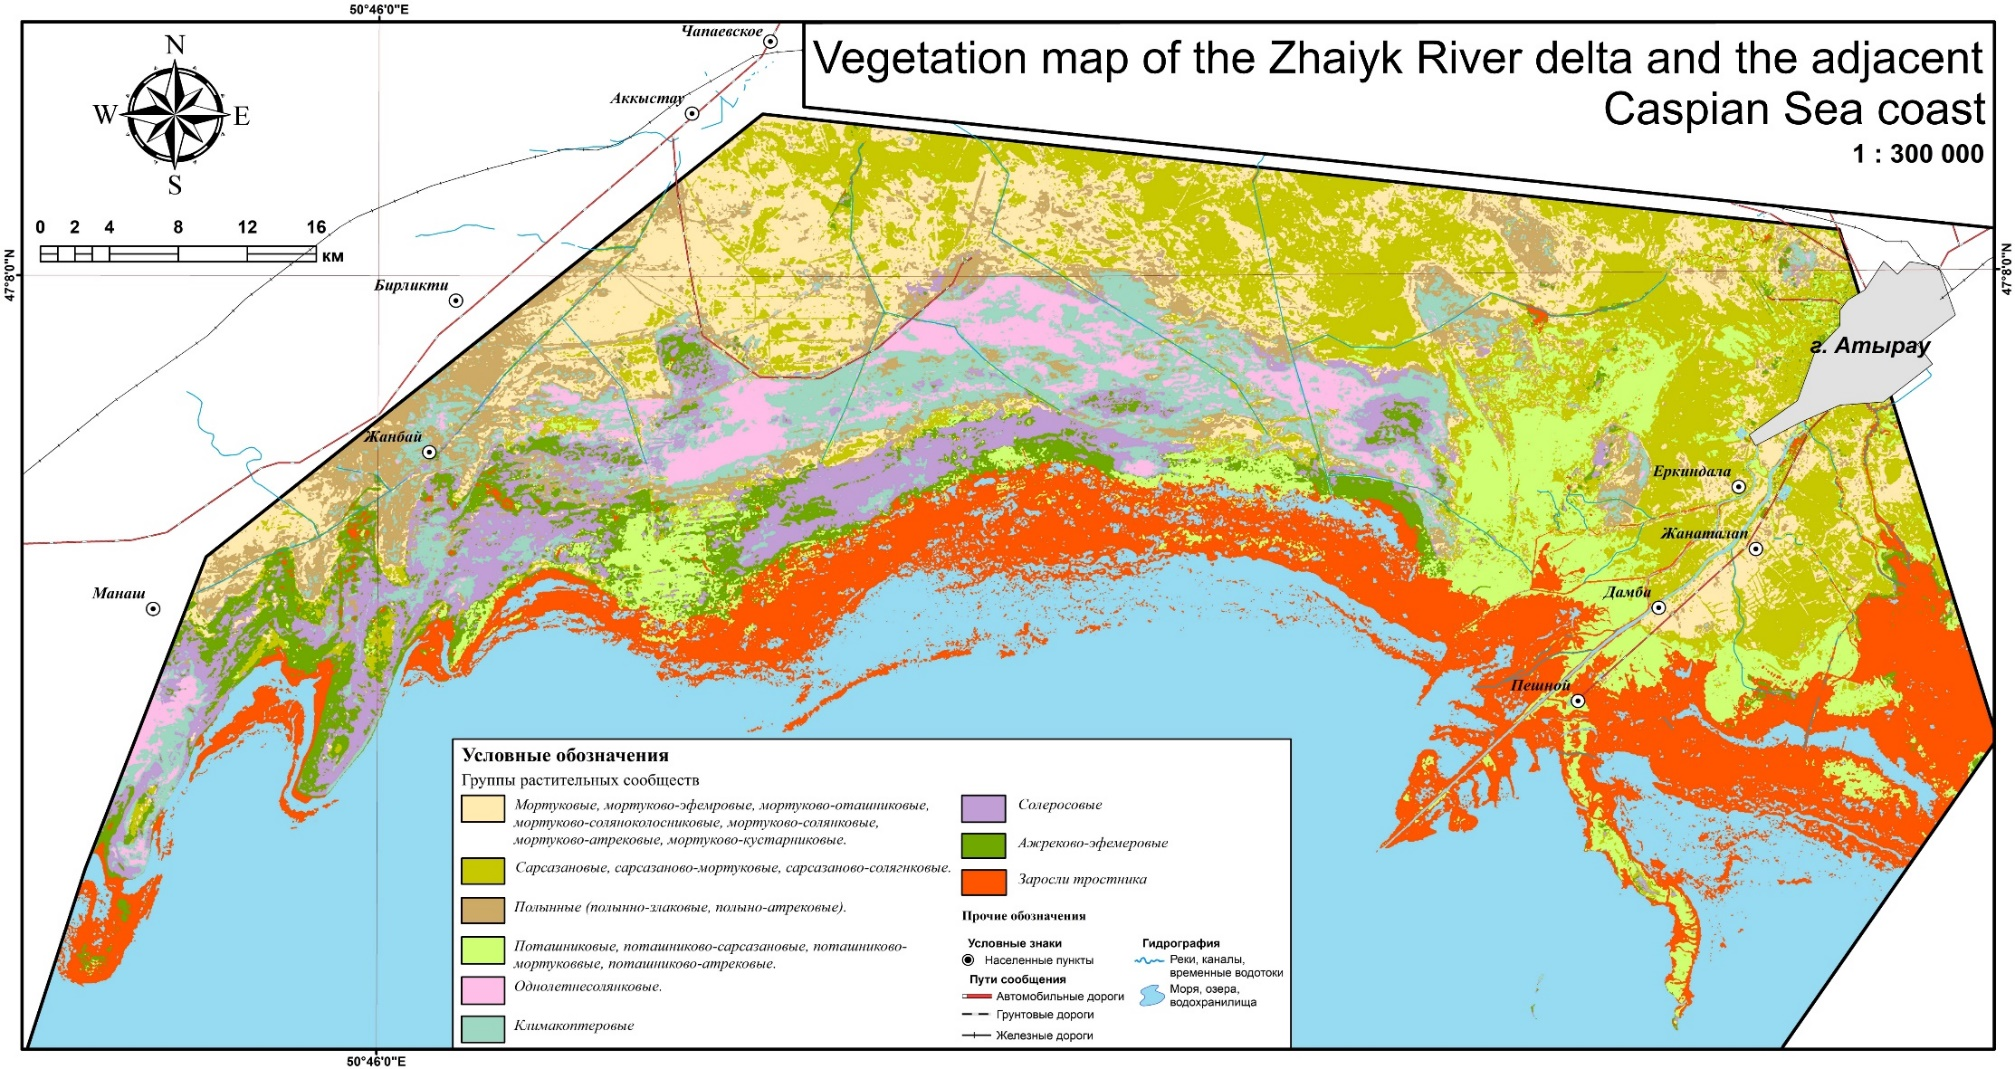 50°46'0"E
Vegetation map of the Zhaiyk River delta and the adjacent
Caspian Sea coast
1 : 300 000
N
W
E
S
0 2 4 8 12 16
КМ
47°8'0"N
47°8'0"N
Чапаевское
Аккыстау
Бирликти
Жанбай
Манаш
г. Атырау
Еркиндала
Жанаталап
Дамба
Пешной
Условные обозначения
Группы растительных сообществ
Мортуковые, мортуково-эфемровые, мортуково-оташниковые,
мортуково-соляноколосниковые, мортуково-солянковые,
мортуково-атрековые, мортуково-кустарниковые.
Сарсазановые, сарсазаново-мортуковые, сарсазаново-солягнковые.
Полынные (полынно-злаковые, полыно-атрековые).
Поташниковые, поташниково-сарсазановые, поташниково-
мортуковвые, поташниково-атрековые.
Однолетнесолянковые.
Климакоптеровые
Солеросовые
Ажреково-эфемеровые
Заросли тростника
Прочие обозначения
Условные знаки
Населенные пункты
Пути сообщения
Автомобильные дороги
Грунтовые дороги
Железные дороги
Гидрография
Реки, каналы,
временные водотоки
Моря, озера,
водохранилища
50°46'0"E